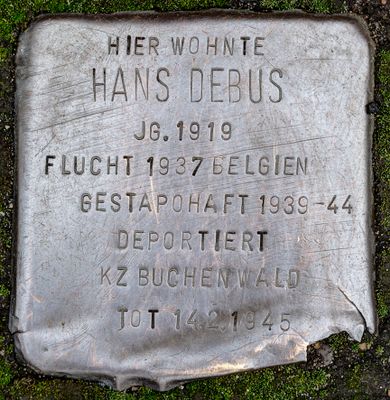 HIER WOHNTE
HANS DEBUS
JG. 1919
FLUCHT 1937 BELGIEN
GESTAPOHAFT 1939-44
DEPORTIERT
KZ BUCHENWALD
TOT 14.2.1945